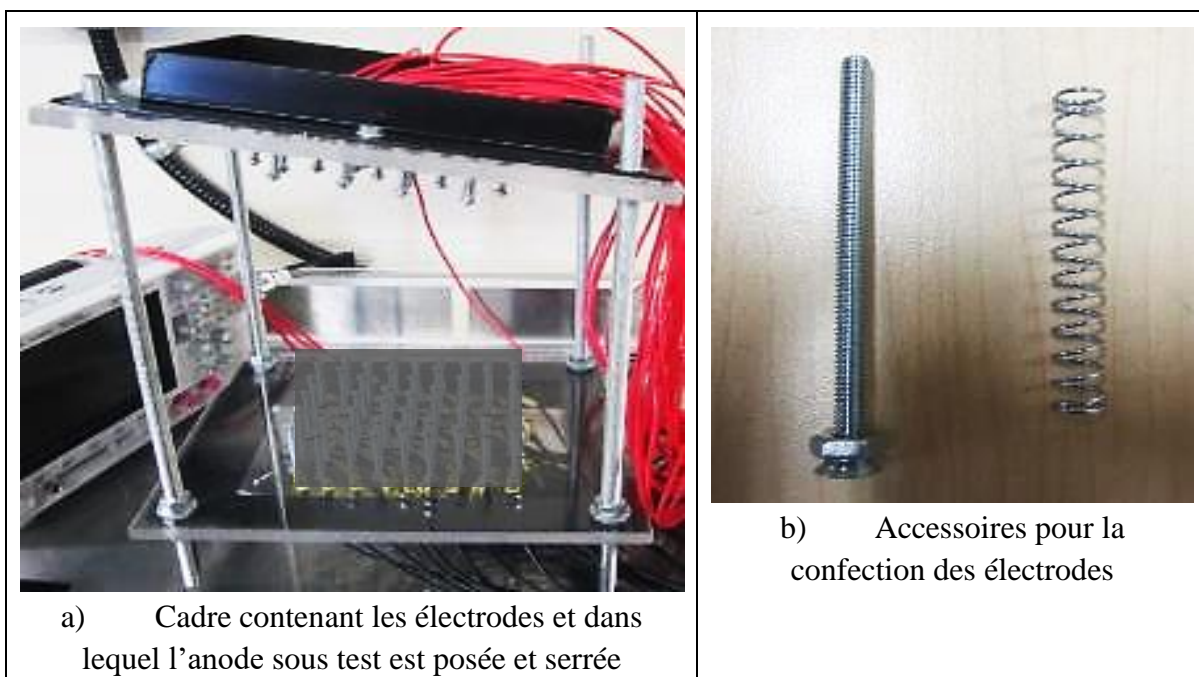 a) Cadre contenant les électrodes et dans
lequel l’anode sous test est posée et serrée
b) Accessoires pour la
confection des électrodes